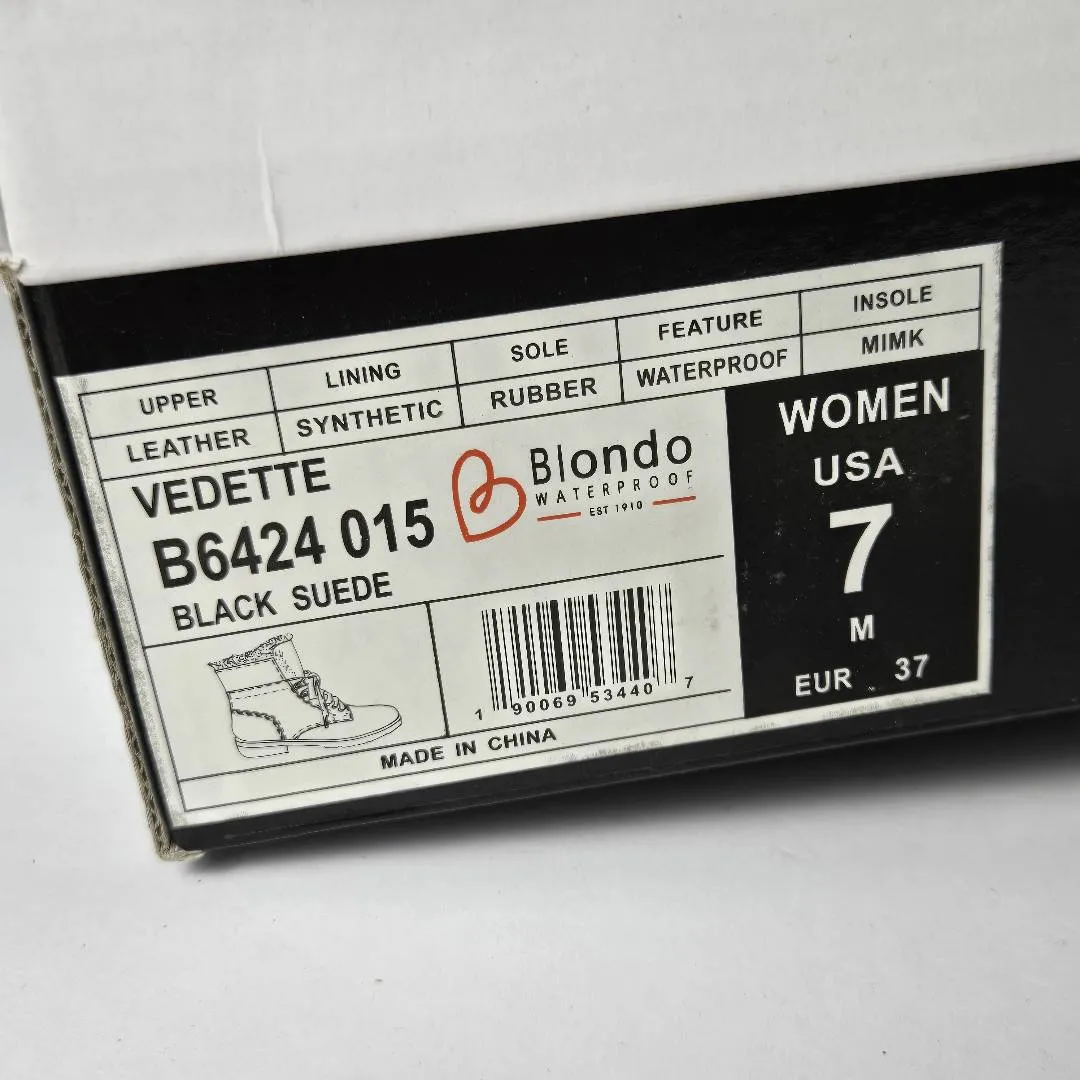 UPPER LINING SOLE FEATURE INSOLE
LEATHER SYNTHETIC RUBBER WATERPROOF MIMK
VEDETTE
B6424 015
BLACK SUEDE
Blondo
WATERPROOF
EST 1910
WOMEN
USA
7
M
EUR 37
1 90069 53440 7
MADE IN CHINA